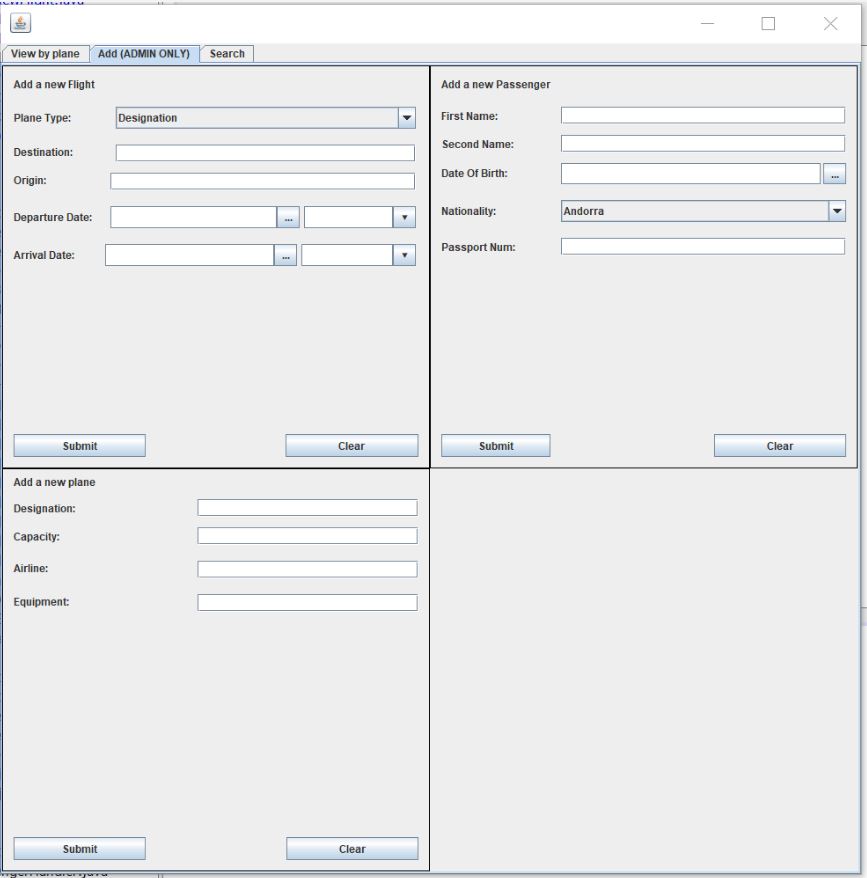 View by plane Add (ADMIN ONLY) Search
Add a new Flight
Plane Type: Designation
Destination:
Origin:
Departure Date: ...
Arrival Date: ...
Submit Clear
Add a new Passenger
First Name:
Second Name:
Date Of Birth: ...
Nationality: Andorra
Passport Num:
Submit Clear
Add a new plane
Designation:
Capacity:
Airline:
Equipment:
Submit Clear